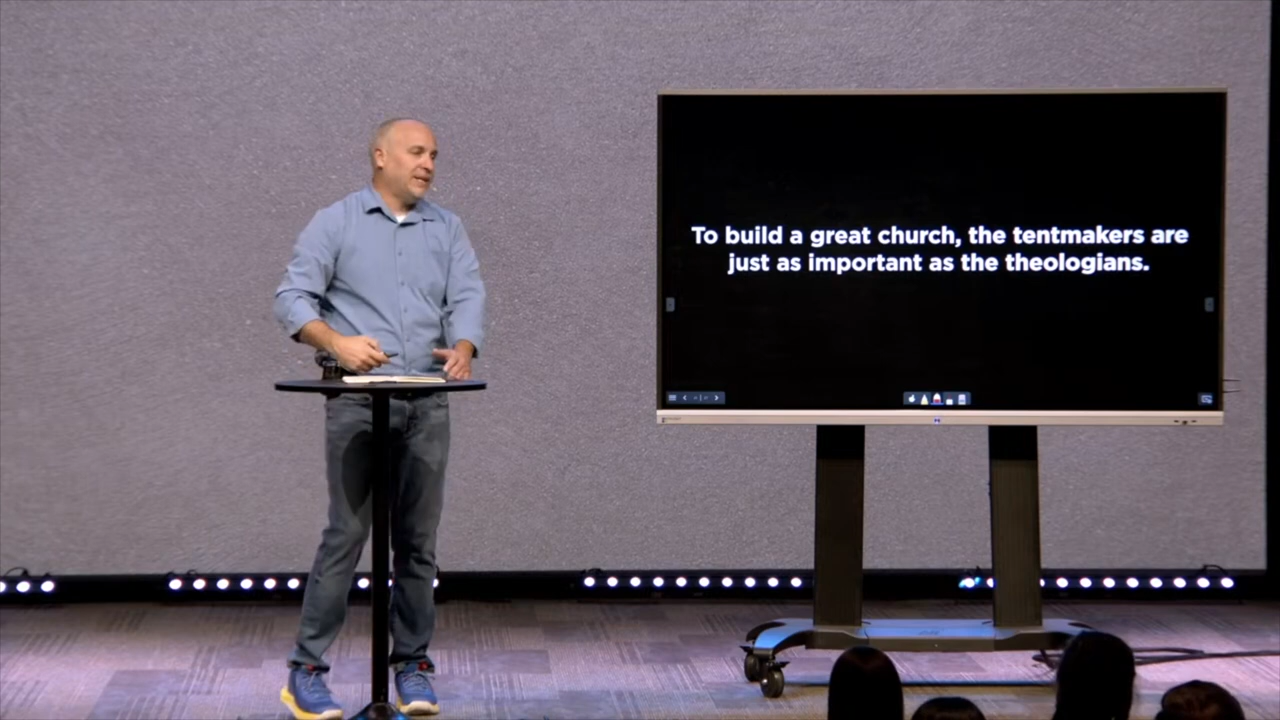 To build a great church, the tentmakers are
just as important as the theologians.